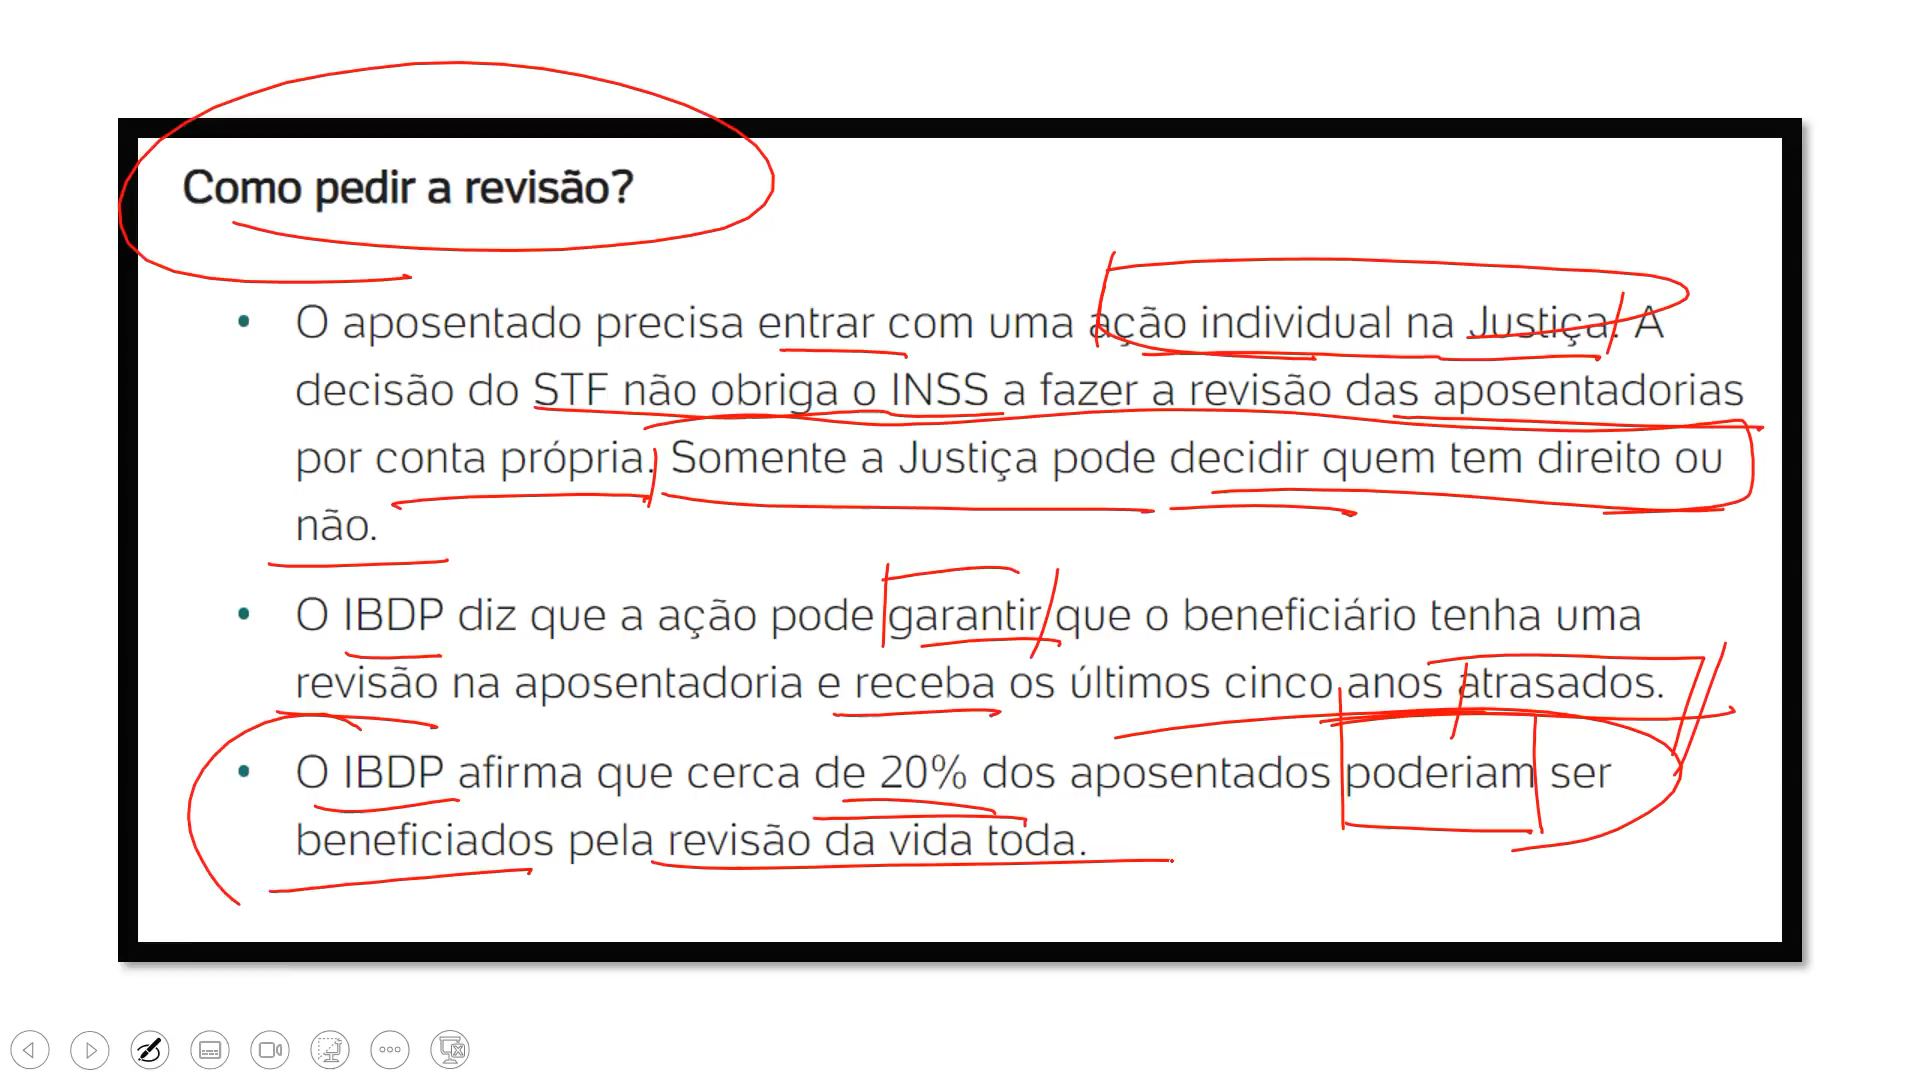 Como pedir a revisão?
• O aposentado precisa entrar com uma ação individual na Justiça. A
decisão do STF não obriga o INSS a fazer a revisão das aposentadorias
por conta própria. Somente a Justiça pode decidir quem tem direito ou
não.
• O IBDP diz que a ação pode garantir que o beneficiário tenha uma
revisão na aposentadoria e receba os últimos cinco anos atrasados.
• O IBDP afirma que cerca de 20% dos aposentados poderiam ser
beneficiados pela revisão da vida toda.